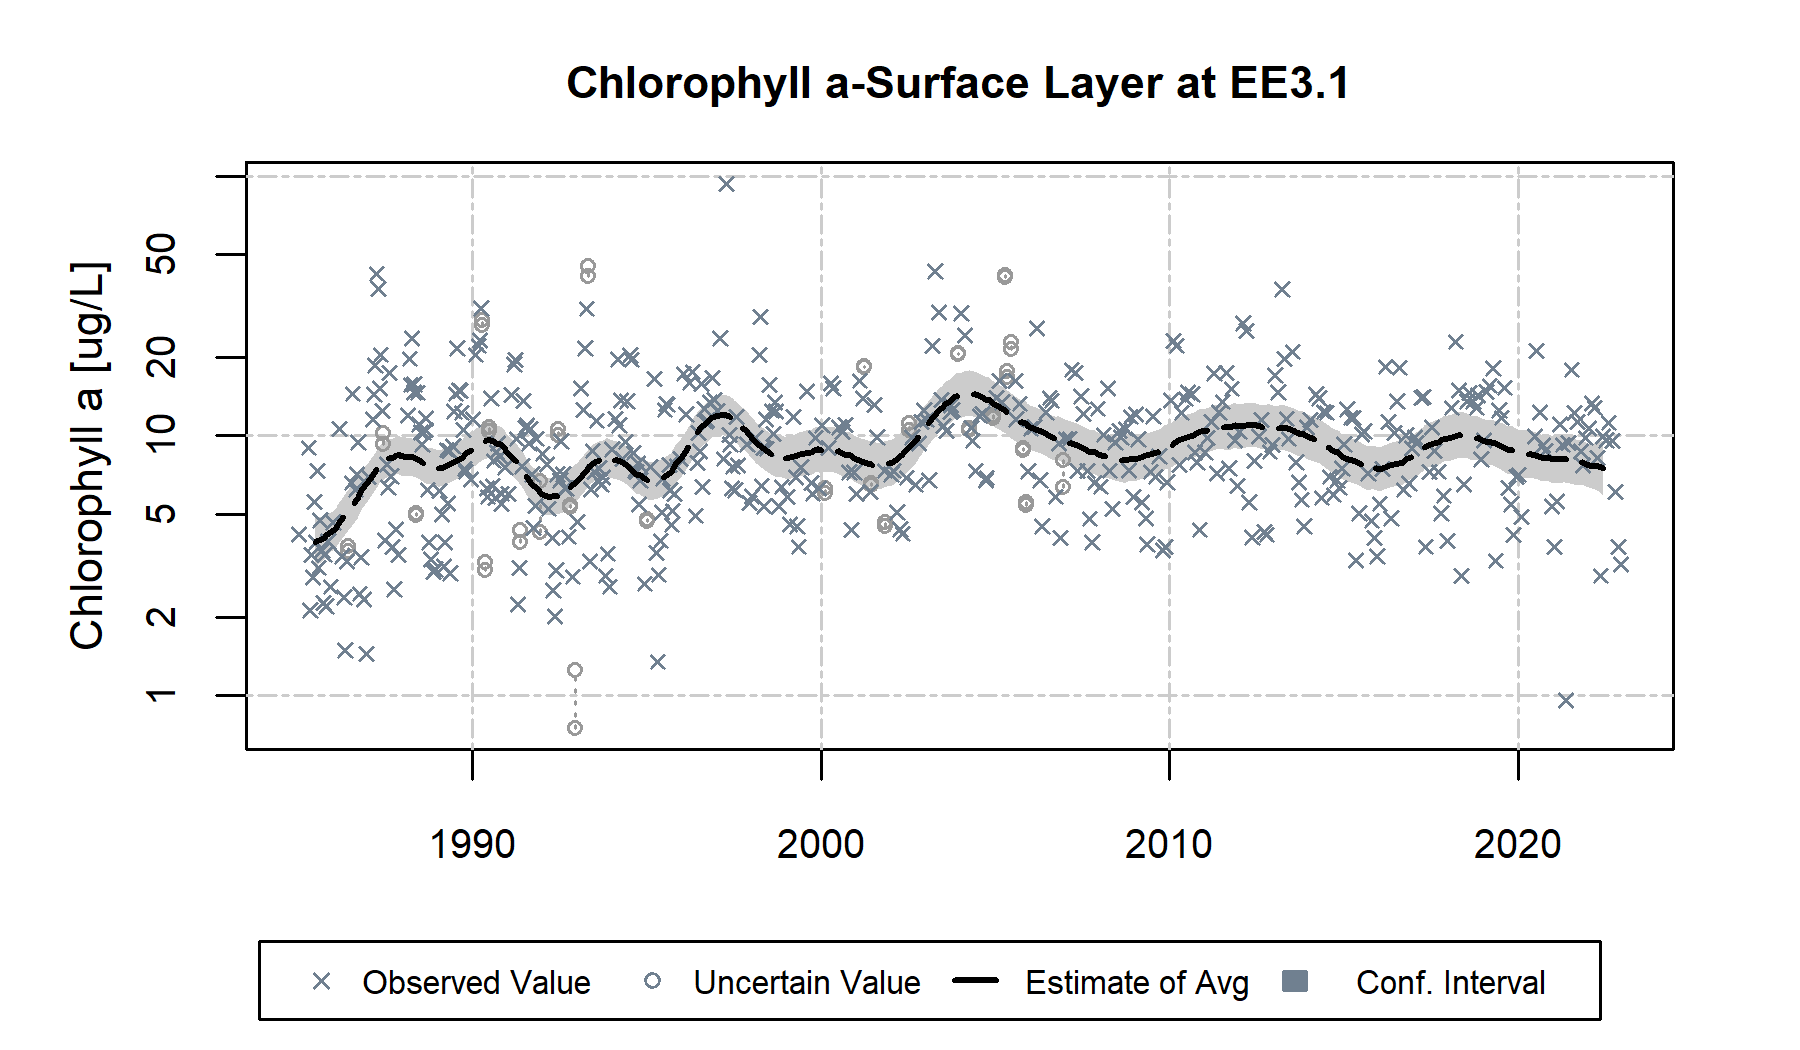 Chlorophyll a-Surface Layer at EE3.1
Chlorophyll a [ug/L]
50
20
10
5
2
1
1990 2000 2010 2020
Observed Value Uncertain Value Estimate of Avg Conf. Interval